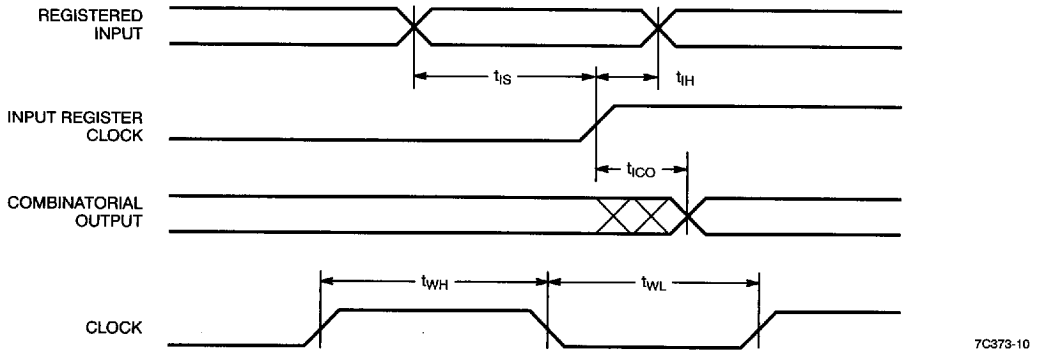 REGISTERED
INPUT
tIS
tIH
INPUT REGISTER
CLOCK
tICO
COMBINATORIAL
OUTPUT
tWH
tWL
CLOCK
7C373-10